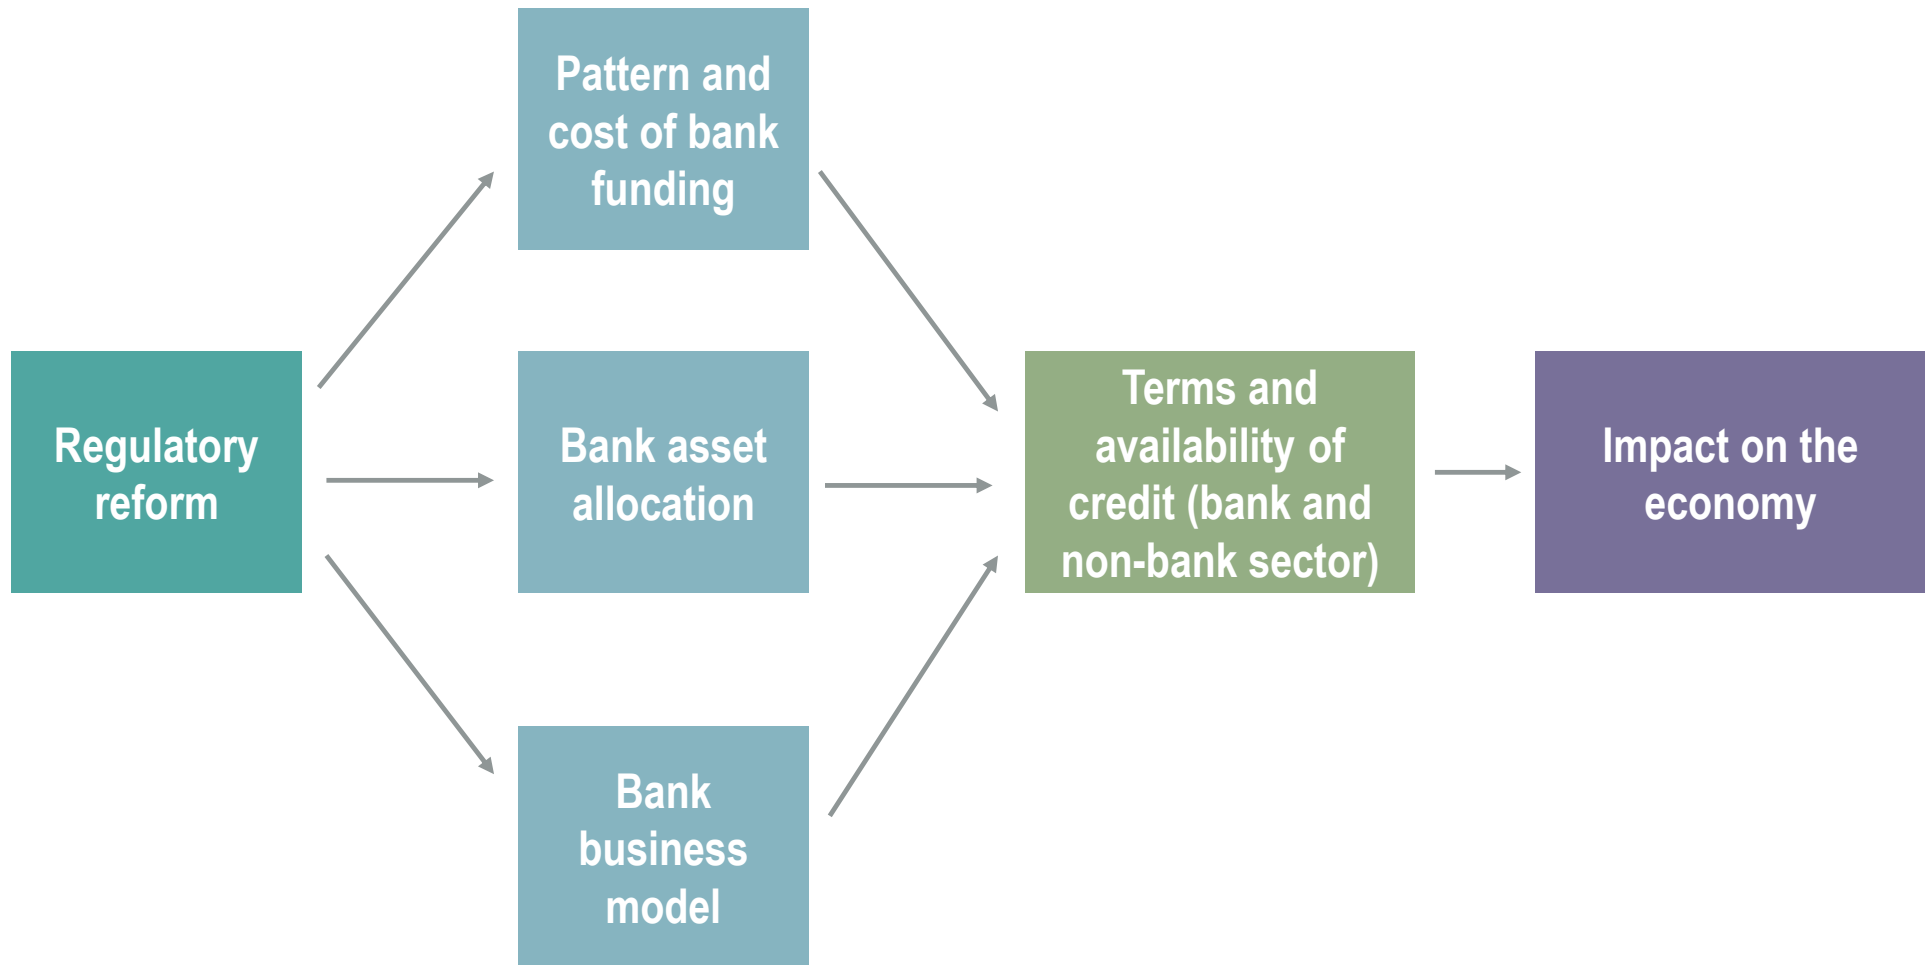 Pattern and
cost of bank
funding
Regulatory
reform
Bank asset
allocation
Terms and
availability of
credit (bank and
non-bank sector)
Impact on the
economy
Bank
business
model